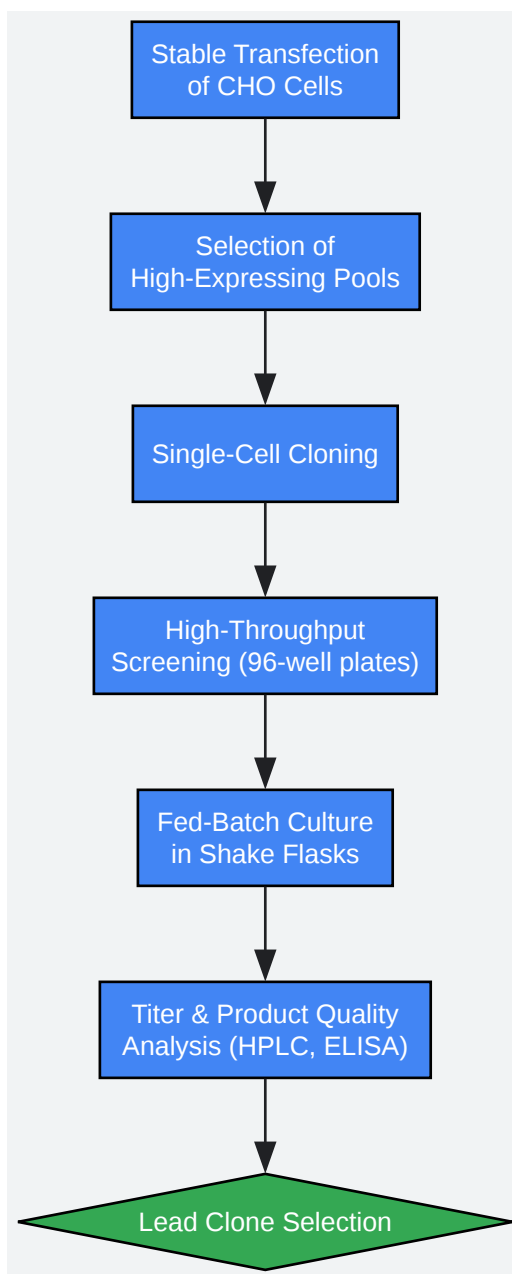 Stable Transfection
of CHO Cells
Selection of
High-Expressing Pools
Single-Cell Cloning
High-Throughput
Screening (96-well plates)
Fed-Batch Culture
in Shake Flasks
Titer & Product Quality
Analysis (HPLC, ELISA)
Lead Clone Selection